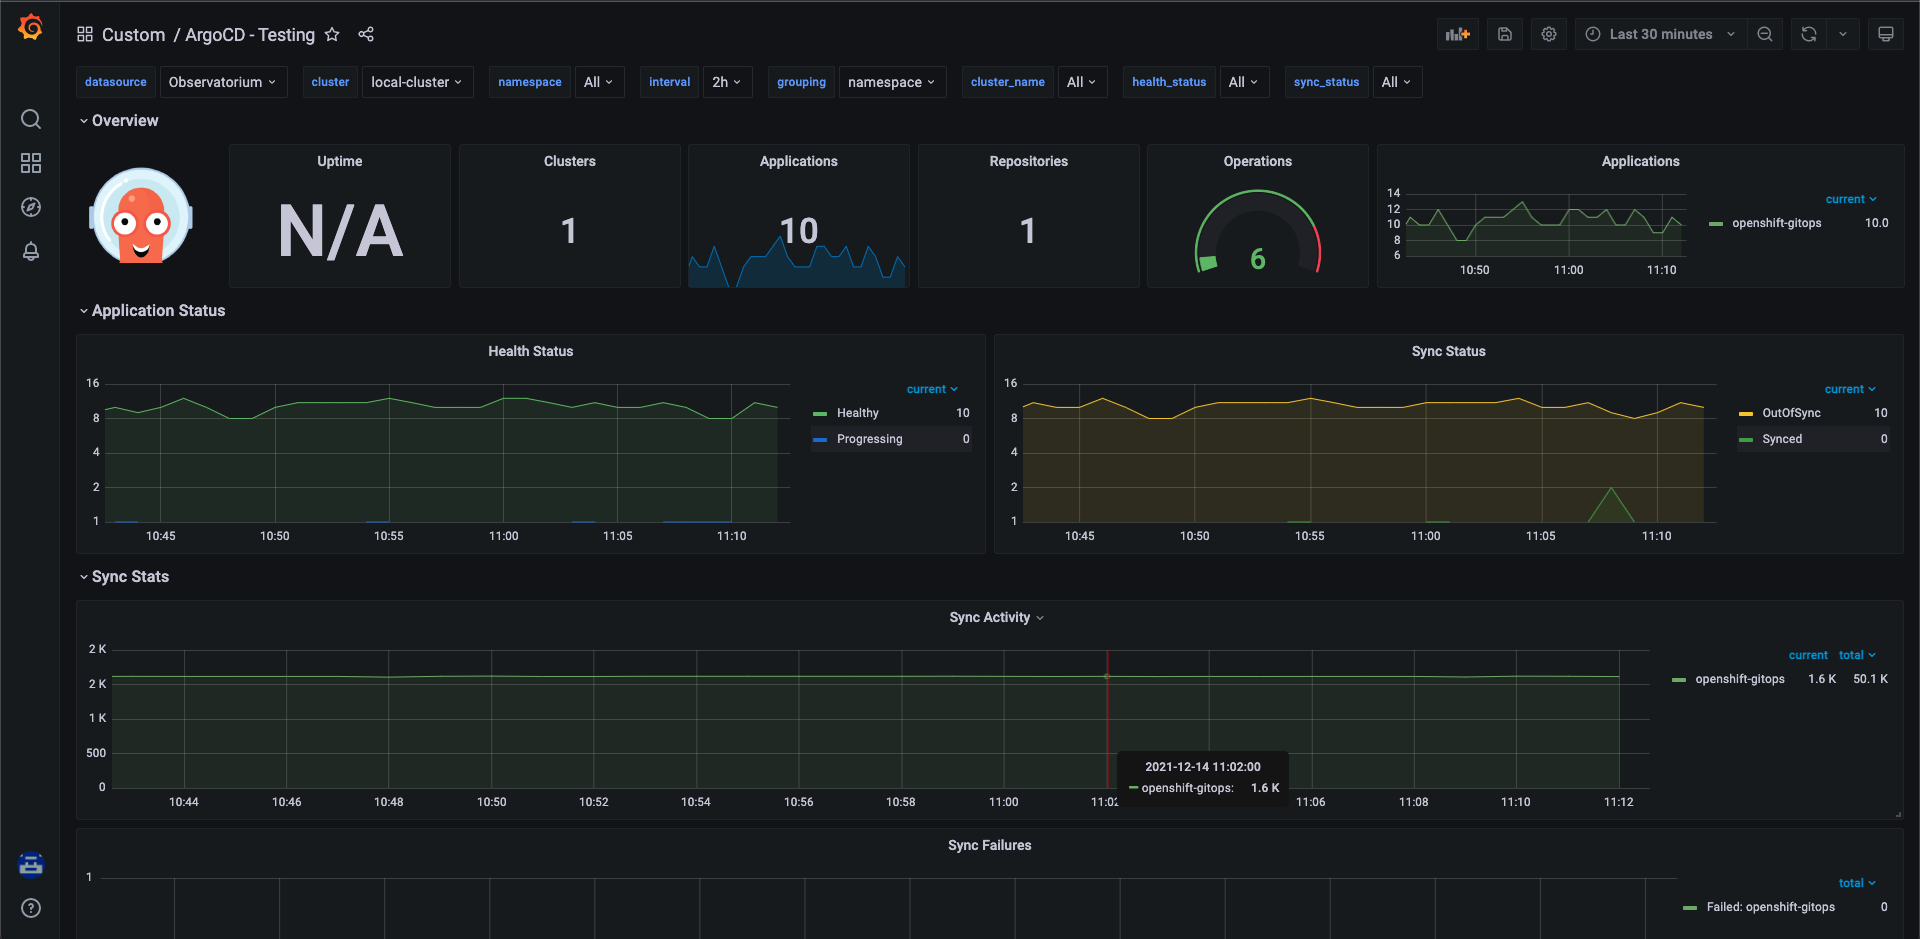 Custom / ArgoCD - Testing
Last 30 minutes
datasource Observatorium cluster local-cluster namespace All interval 2h grouping namespace cluster_name All health_status All sync_status All
Overview
Uptime
N/A
Clusters
1
Applications
10
Repositories
1
Operations
6
Applications
14
12
10
8
6
10:50 11:00 11:10
current
openshift-gitops 10.0
Application Status
Health Status
16
8
4
2
1
10:45 10:50 10:55 11:00 11:05 11:10
current
Healthy 10
Progressing 0
Sync Status
16
8
4
2
1
10:45 10:50 10:55 11:00 11:05 11:10
current
OutOfSync 10
Synced 0
Sync Stats
Sync Activity
2 K
2 K
1 K
500
0
10:44 10:46 10:48 10:50 10:52 10:54 10:56 10:58 11:00 11:02 11:06 11:08 11:10 11:12
2021-12-14 11:02:00
openshift-gitops: 1.6 K
current total
openshift-gitops 1.6 K 50.1 K
Sync Failures
1
total
Failed: openshift-gitops 0